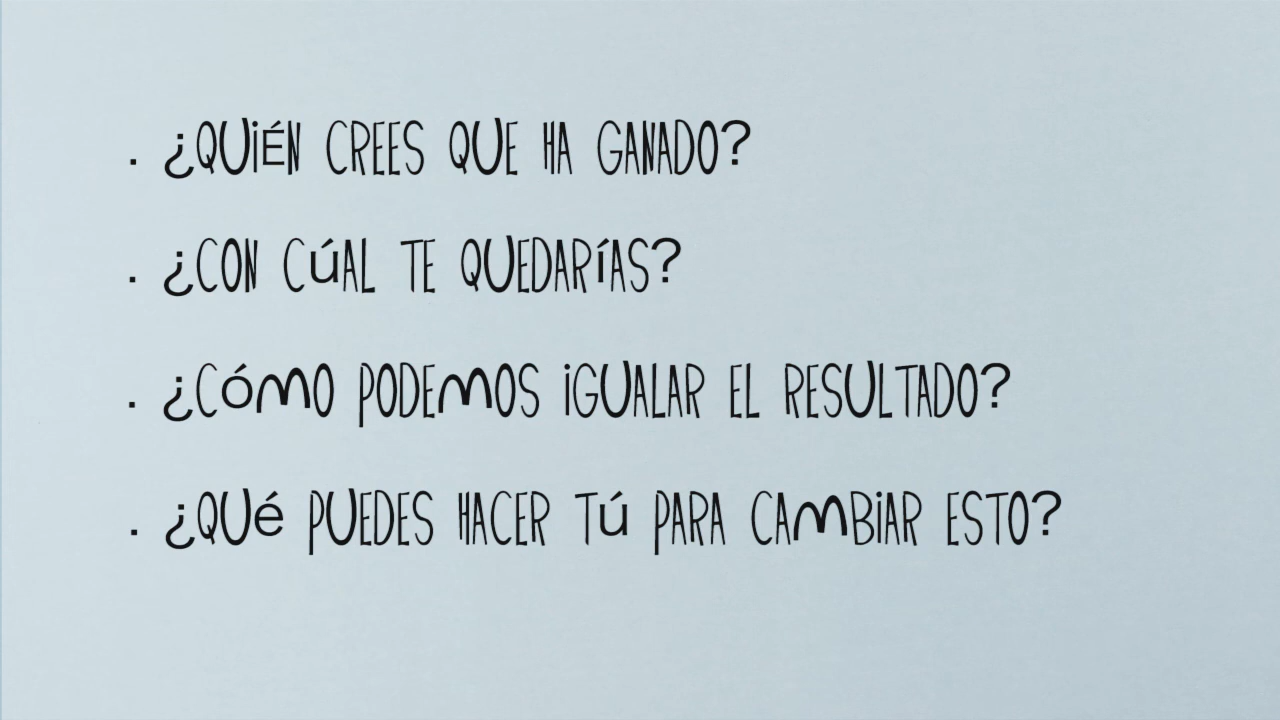 . ¿QUiÉN CREES QUE HA GANADO?
. ¿CON CúAL TE QUEDARíAS?
. ¿CóMO PODEMOS iGUALAR EL RESULTADO?
. ¿QUé PUEDES HACER Tú PARA CAMBiAR ESTO?